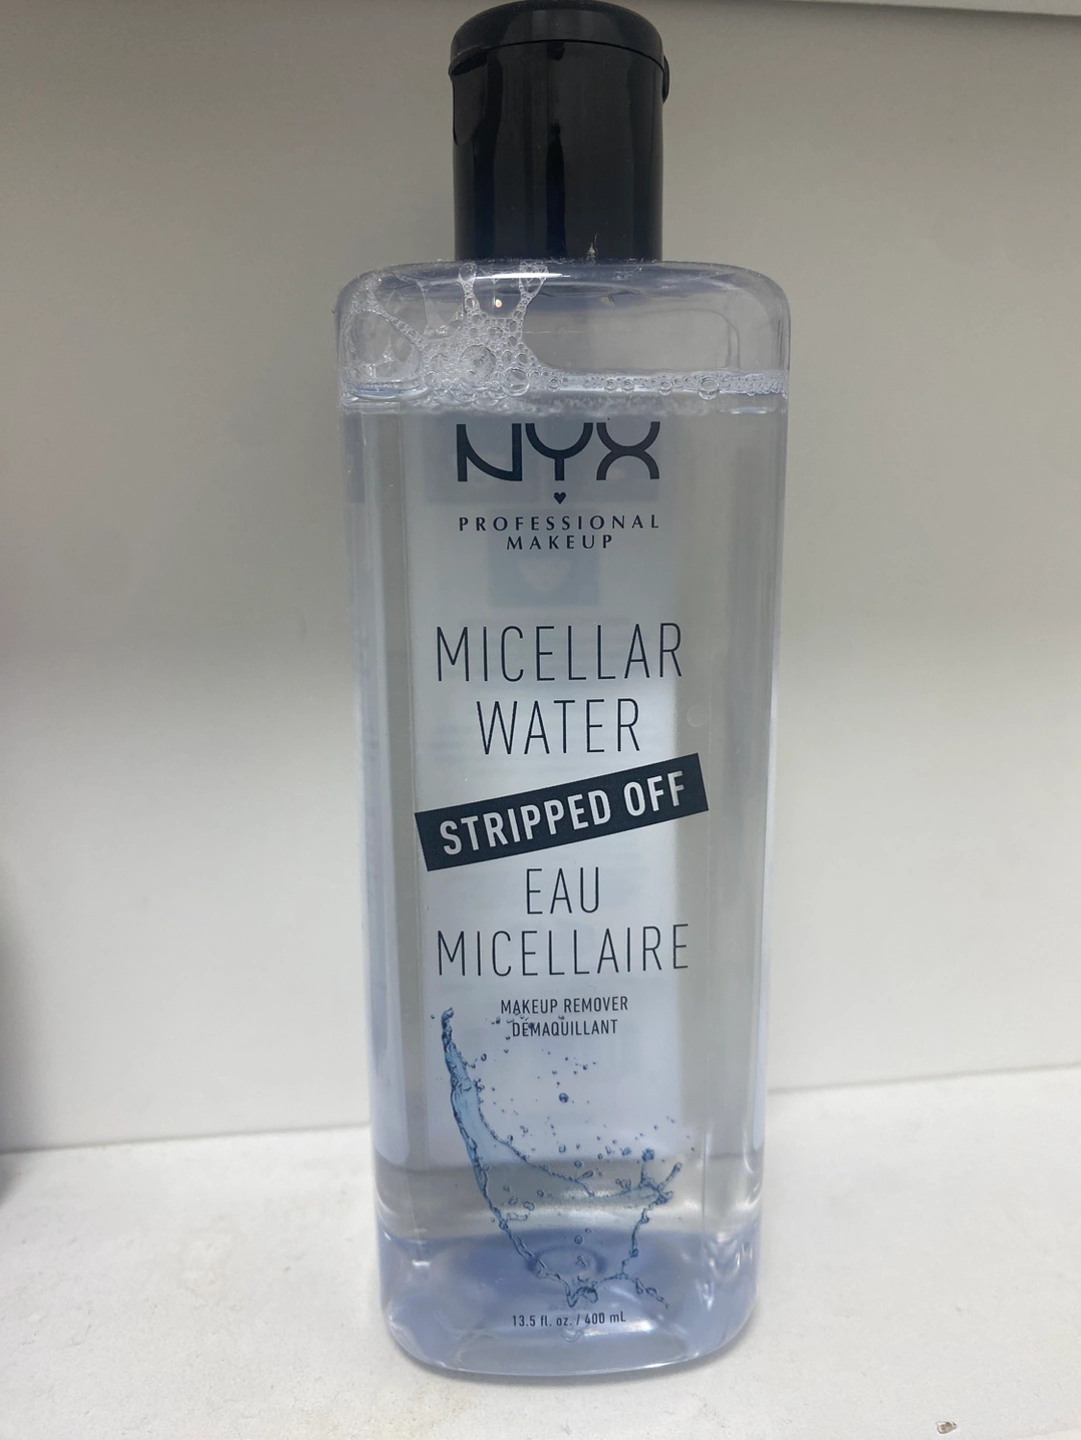 NYX
PROFESSIONAL
MAKEUP
MICELLAR
WATER
STRIPPED OFF
EAU
MICELLAIRE
MAKEUP REMOVER
DÉMAQUILLANT
13.5 fl. oz. / 400 mL